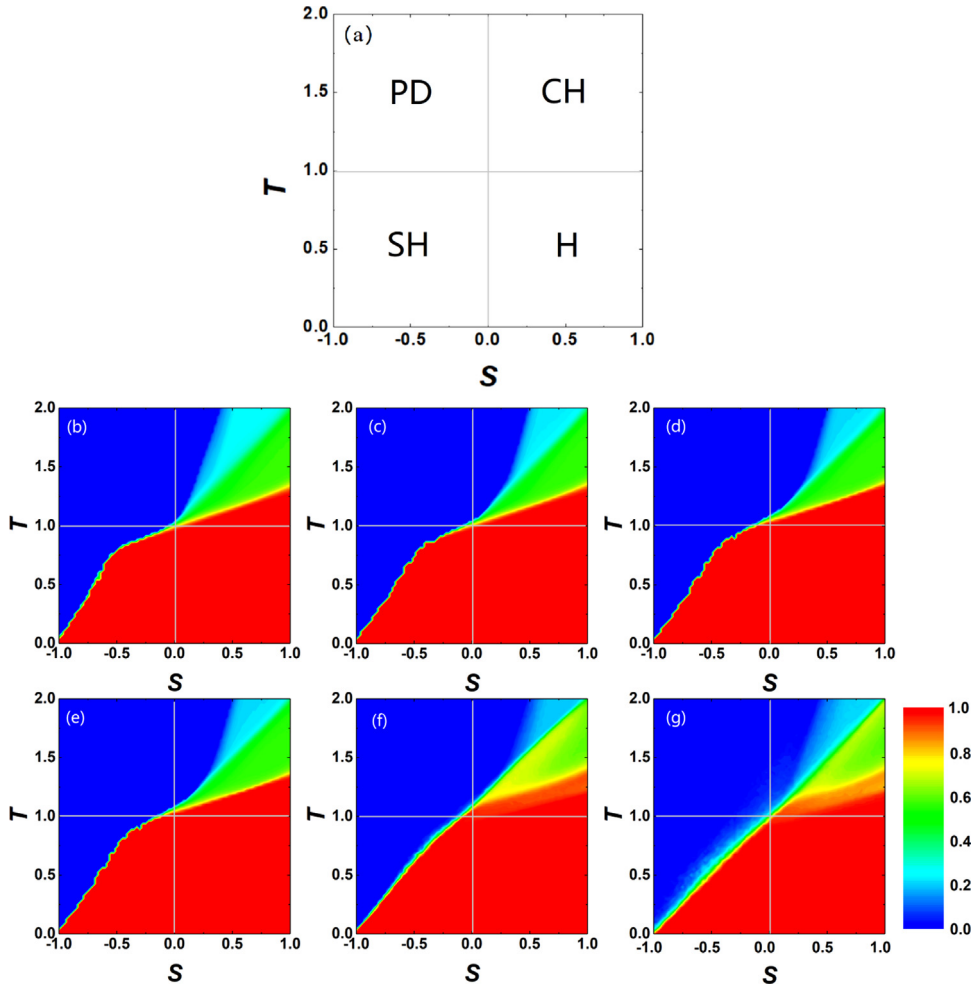 2.0
(a)
PD CH
1.5
T 1.0
SH H
0.5
0.0
-1.0 -0.5 0.0 0.5 1.0
S
2.0 (b) 2.0 (c) 2.0 (d)
1.5 1.5 1.5
T 1.0 T 1.0 T 1.0
0.5 0.5 0.5
0.0 0.0 0.0
-1.0 -0.5 0.0 0.5 1.0 -1.0 -0.5 0.0 0.5 1.0 -1.0 -0.5 0.0 0.5 1.0
S S S
2.0 (e) 2.0 (f) 2.0 (g) 1.0
1.5 1.5 1.5 0.8
T 1.0 T 1.0 T 1.0 0.6
0.5 0.5 0.5 0.4
0.2
0.0 0.0 0.0 0.0
-1.0 -0.5 0.0 0.5 1.0 -1.0 -0.5 0.0 0.5 1.0 -1.0 -0.5 0.0 0.5 1.0
S S S